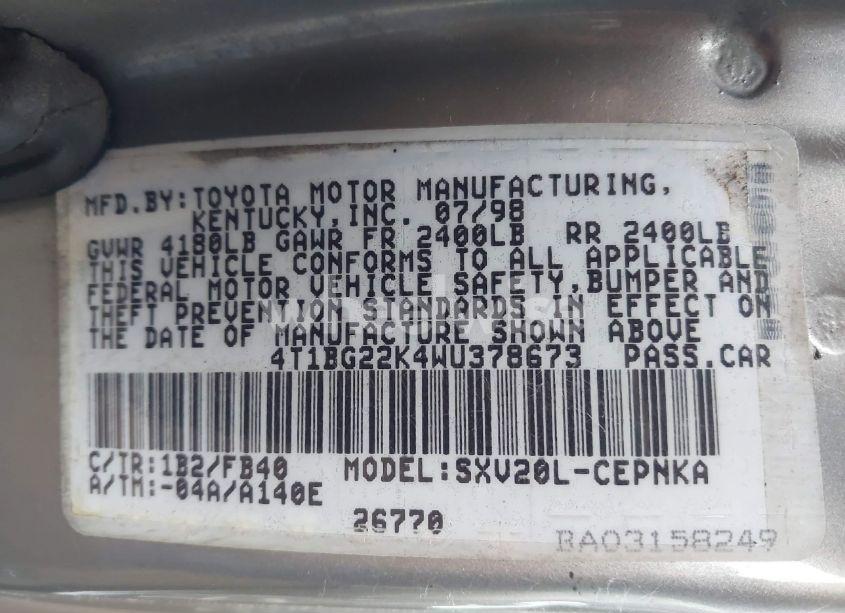 MFD.BY:TOYOTA MOTOR MANUFACTURING,
KENTUCKY,INC. 07/98
GVWR 4180LB GAWR FR 2400LB RR 2400LB
THIS VEHICLE CONFORMS TO ALL APPLICABLE
FEDERAL MOTOR VEHICLE SAFETY,BUMPER AND
THEFT PREVENTION STANDARDS IN EFFECT ON
THE DATE OF MANUFACTURE SHOWN ABOVE
4T1BG22K4WU378673 PASS.CAR
C/TR:1B2/FB40 MODEL:SXV20L-CEPNKA
A/TM:-04A/A140E
26770
BA03158249